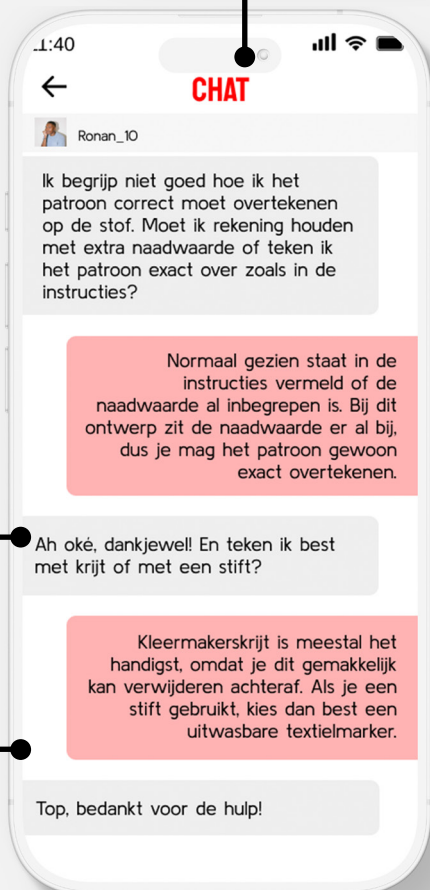 1:40
CHAT
Ronan_10
Ik begrijp niet goed hoe ik het
patroon correct moet overtekenen
op de stof. Moet ik rekening houden
met extra naadwaarde of teken ik
het patroon exact over zoals in de
instructies?
Normaal gezien staat in de
instructies vermeld of de
naadwaarde al inbegrepen is. Bij dit
ontwerp zit de naadwaarde er al bij,
dus je mag het patroon gewoon
exact overtekenen.
Ah oké, dankjewel! En teken ik best
met krijt of met een stift?
Kleermakerskrijt is meestal het
handigst, omdat je dit gemakkelijk
kan verwijderen achteraf. Als je een
stift gebruikt, kies dan best een
uitwasbare textielmarker.
Top, bedankt voor de hulp!